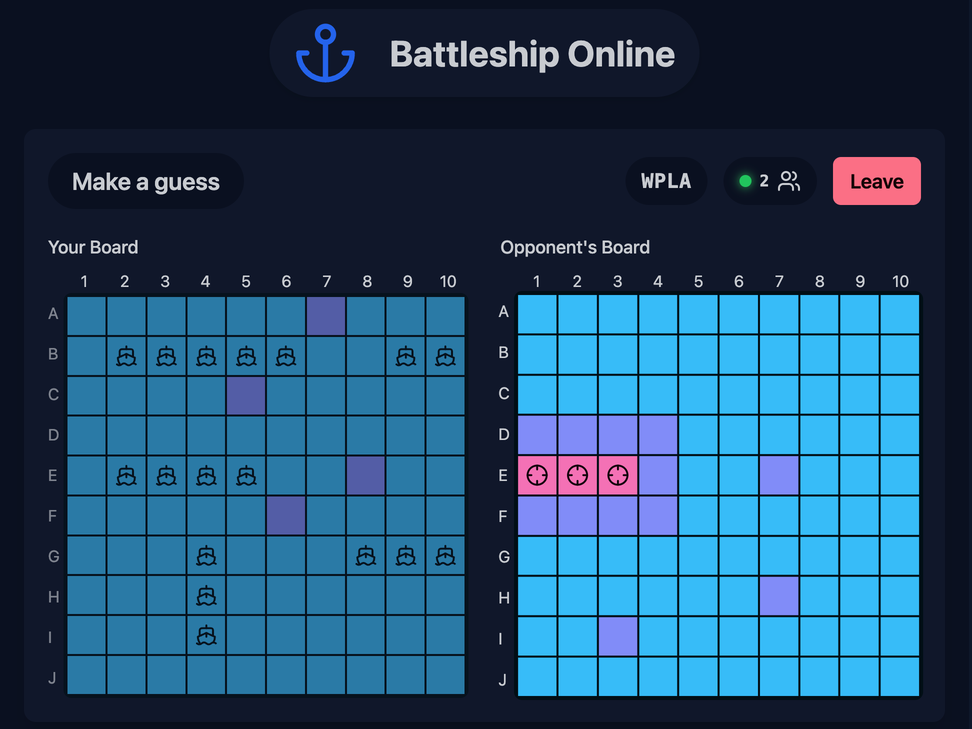 Battleship Online
Make a guess
WPLA
2
Leave
Your Board
1 2 3 4 5 6 7 8 9 10
A
B
C
D
E
F
G
H
I
J
Opponent's Board
1 2 3 4 5 6 7 8 9 10
A
B
C
D
E
F
G
H
I
J